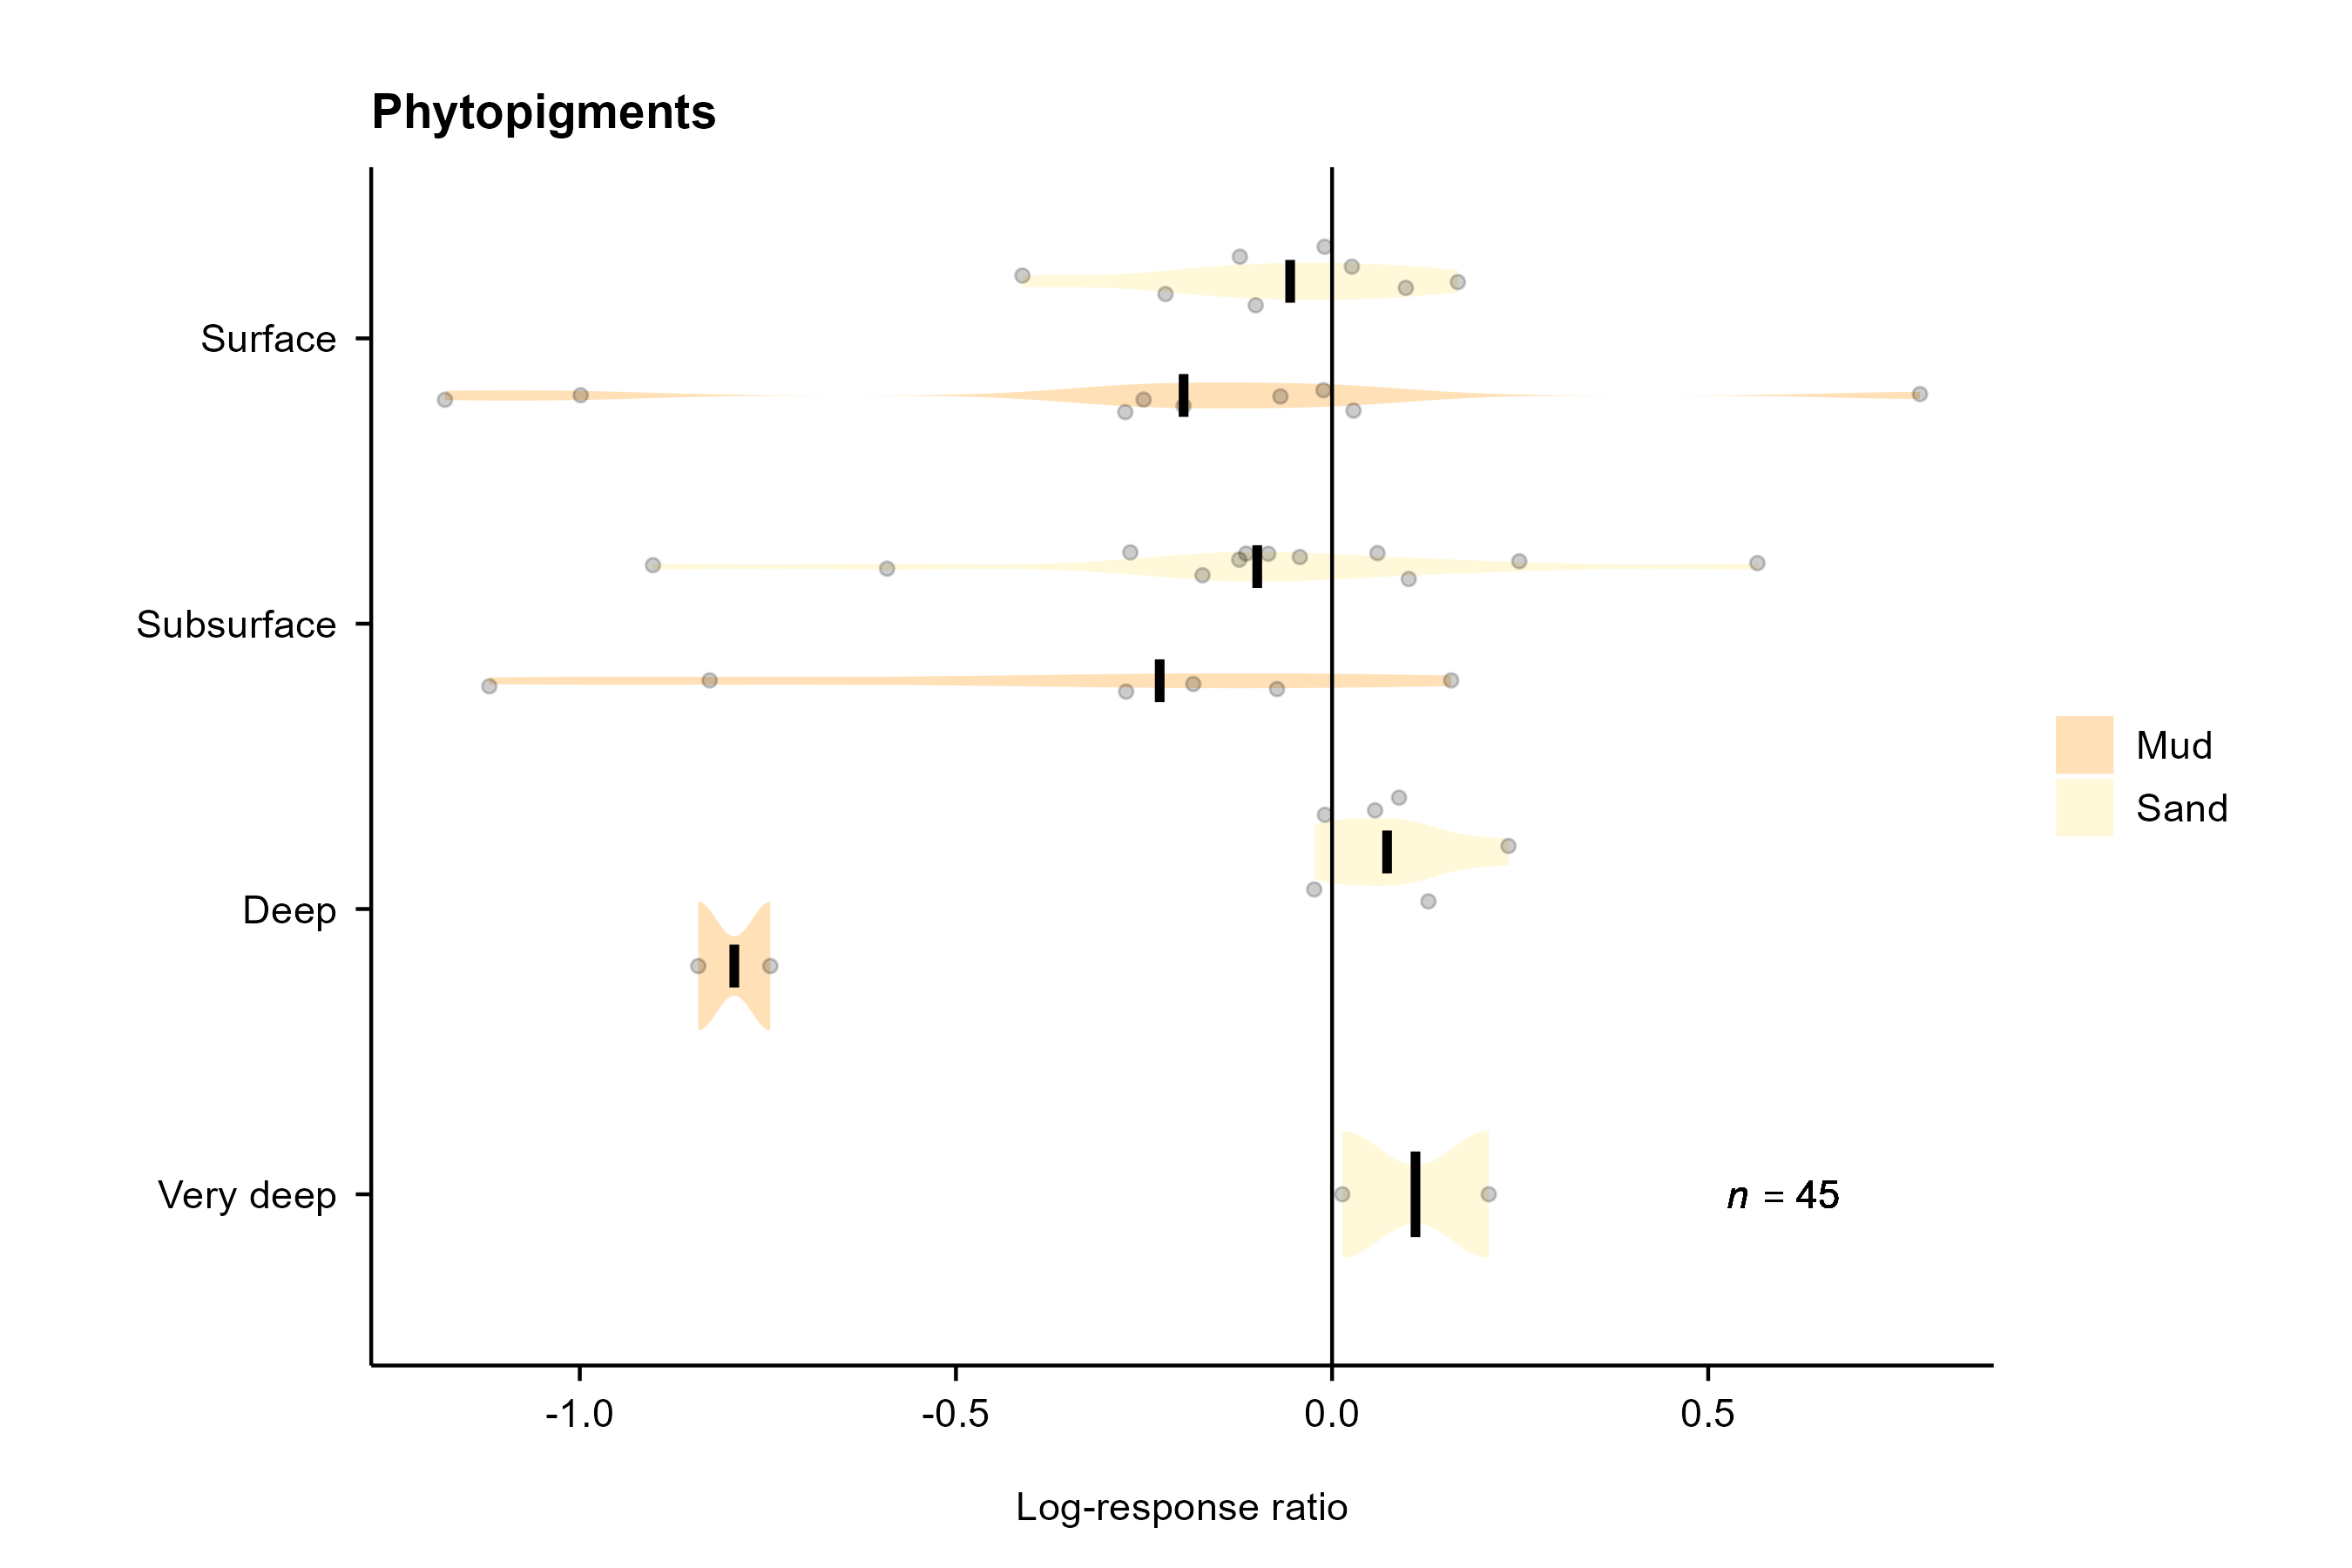 Phytopigments
Surface
Subsurface
Deep
Very deep
n = 45
Mud
Sand
-1.0 -0.5 0.0 0.5
Log-response ratio